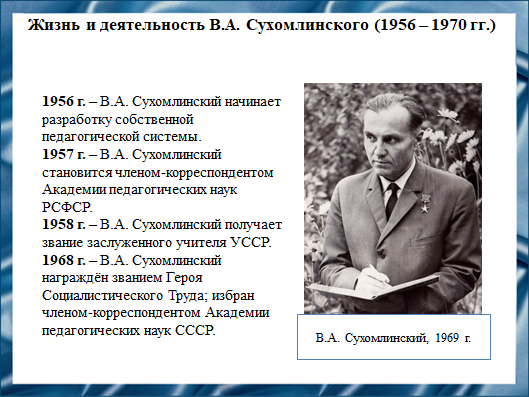 Жизнь и деятельность В.А. Сухомлинского (1956 – 1970 гг.)
1956 г. – В.А. Сухомлинский начинает
разработку собственной
педагогической системы.
1957 г. – В.А. Сухомлинский
становится членом-корреспондентом
Академии педагогических наук
РСФСР.
1958 г. – В.А. Сухомлинский получает
звание заслуженного учителя УССР.
1968 г. – В.А. Сухомлинский
награждён званием Героя
Социалистического Труда; избран
членом-корреспондентом Академии
педагогических наук СССР.
В.А. Сухомлинский, 1969 г.